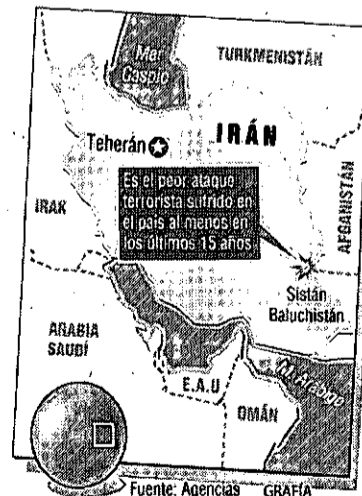 Mar
Caspio
TURKMENISTÁN
Teherán
IRÁN
Es el peor ataque
terrorista sufrido en
el país al menos en
los últimos 15 años
IRAK
AFGANISTÁN
Sistán
Baluchistán
ARABIA
SAUDÍ
E.A.U
OMÁN
M. Arábigo
Fuente: Agencias
GRAFÍA